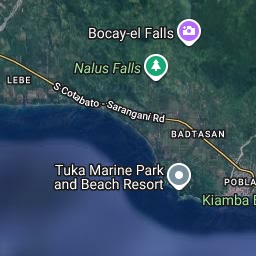 Bocay-el Falls
Nalus Falls
LEBE
S Cotabato - Sarangani Rd
BADTASAN
Tuka Marine Park
and Beach Resort
POBLA
Kiamba B